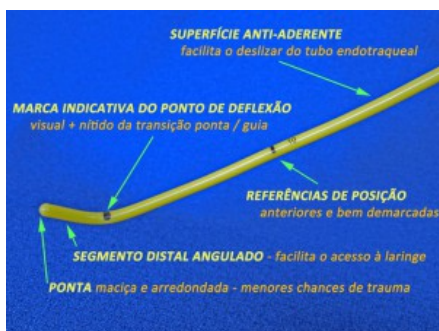 SUPERFÍCIE ANTI-ADERENTE
facilita o deslizar do tubo endotraqueal
MARCA INDICATIVA DO PONTO DE DEFLEXÃO
visual + nítido da transição ponta / guia
REFERÊNCIAS DE POSIÇÃO
anteriores e bem demarcadas
SEGMENTO DISTAL ANGULADO - facilita o acesso à laringe
PONTA maciça e arredondada - menores chances de trauma